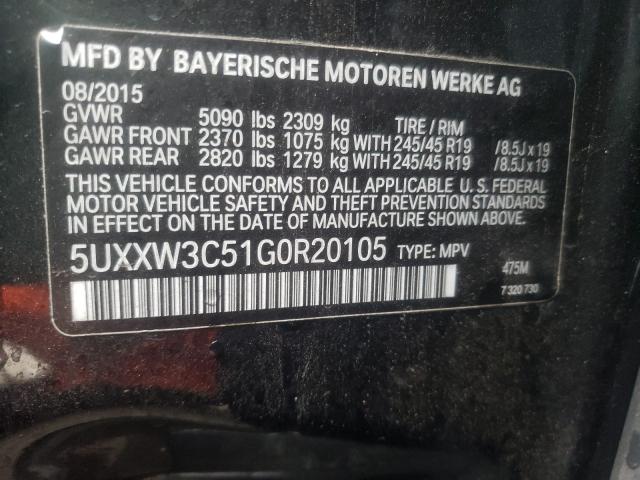 MFD BY BAYERISCHE MOTOREN WERKE AG
08/2015
GVWR 5090 lbs 2309 kg TIRE / RIM
GAWR FRONT 2370 lbs 1075 kg WITH 245/45 R19 /8.5J x 19
GAWR REAR 2820 lbs 1279 kg WITH 245/45 R19 /8.5J x 19
THIS VEHICLE CONFORMS TO ALL APPLICABLE U. S. FEDERAL
MOTOR VEHICLE SAFETY AND THEFT PREVENTION STANDARDS
IN EFFECT ON THE DATE OF MANUFACTURE SHOWN ABOVE.
5UXXW3C51G0R20105 TYPE: MPV
475M
7 320 730